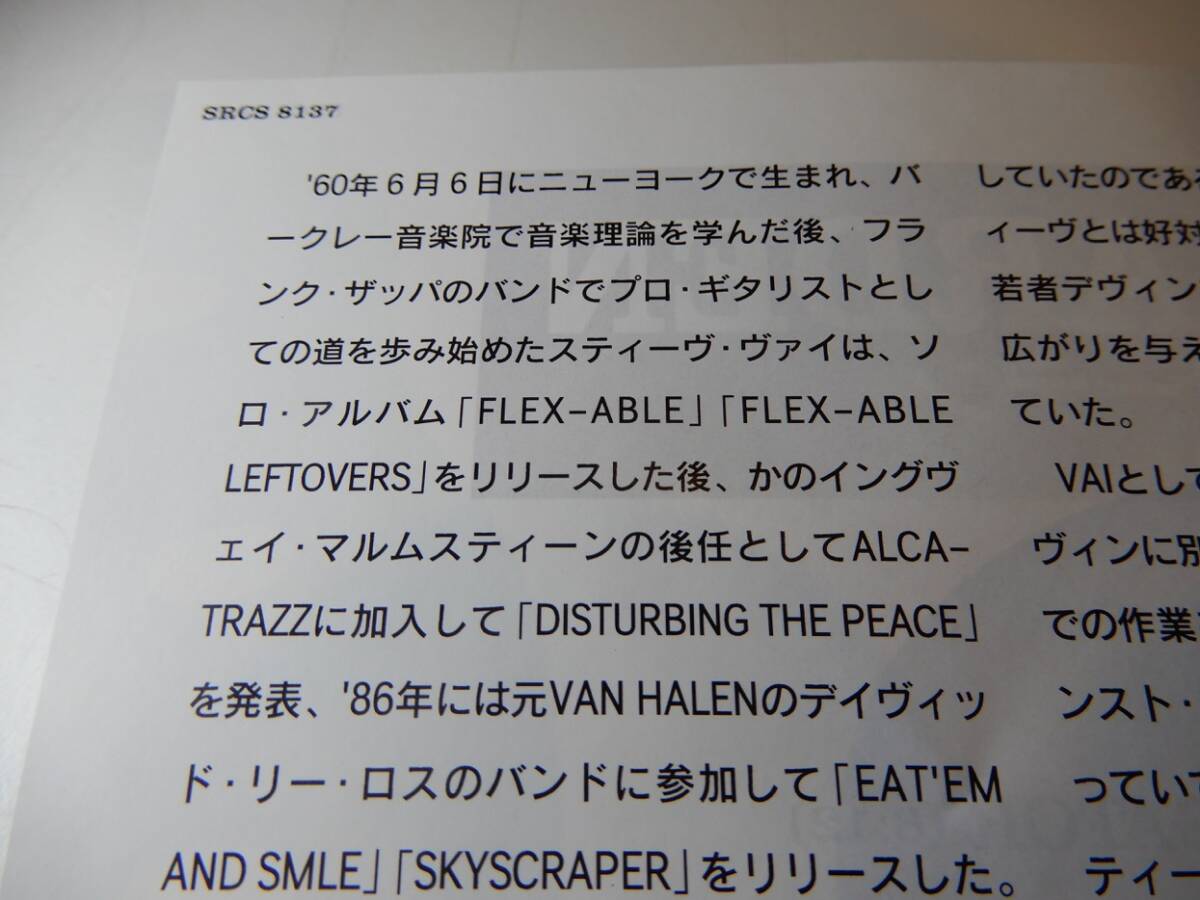 SRCS 8137
'60年6月6日にニューヨークで生まれ、バ
ークレー音楽院で音楽理論を学んだ後、フラ
ンク・ザッパのバンドでプロ・ギタリストとし
ての道を歩み始めたスティーヴ・ヴァイは、ソ
ロ・アルバム「FLEX-ABLE」「FLEX-ABLE
LEFTOVERS」をリリースした後、かのイングヴ
ェイ・マルムスティーンの後任としてALCA-
TRAZZに加入して「DISTURBING THE PEACE」
を発表、'86年には元VAN HALENのデイヴィッ
ド・リー・ロスのバンドに参加して「EAT'EM
AND SMLE」「SKYSCRAPER」をリリースした。
していたのである
ィーヴとは好対
若者デヴィン
広がりを与え
ていた。
VAIとして
ヴィンに別
での作業
ンスト・
ってい
ティー